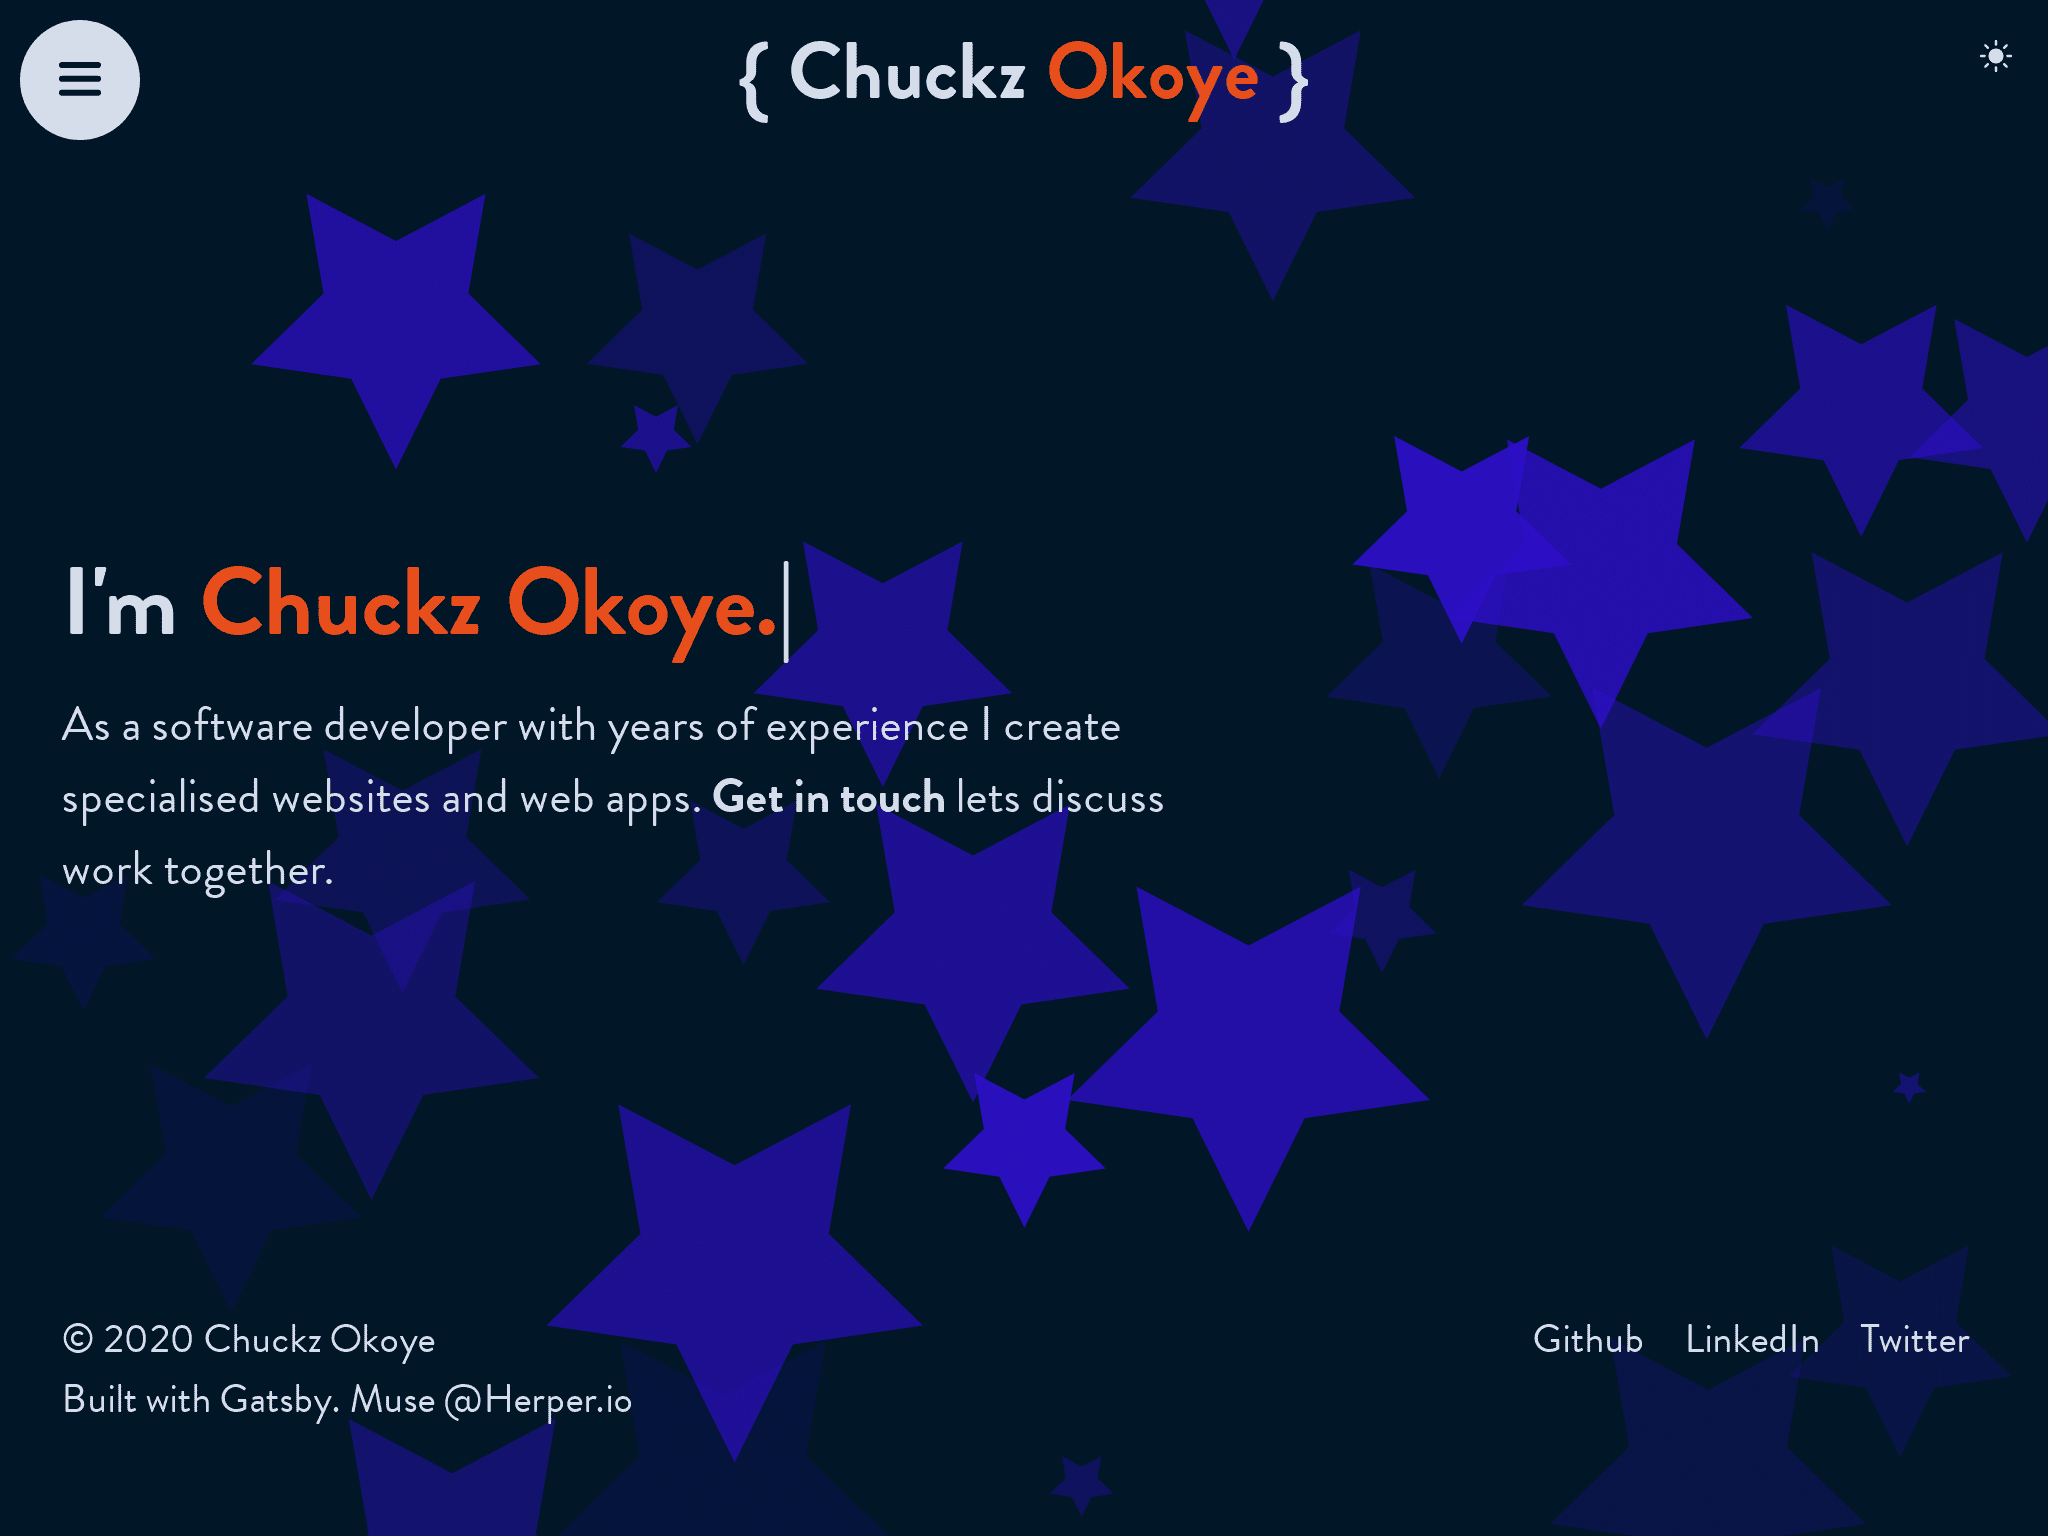 { Chuckz Okoye }
I'm Chuckz Okoye.
As a software developer with years of experience I create
specialised websites and web apps. Get in touch lets discuss
work together.
© 2020 Chuckz Okoye
Built with Gatsby. Muse @Herper.io
Github LinkedIn Twitter